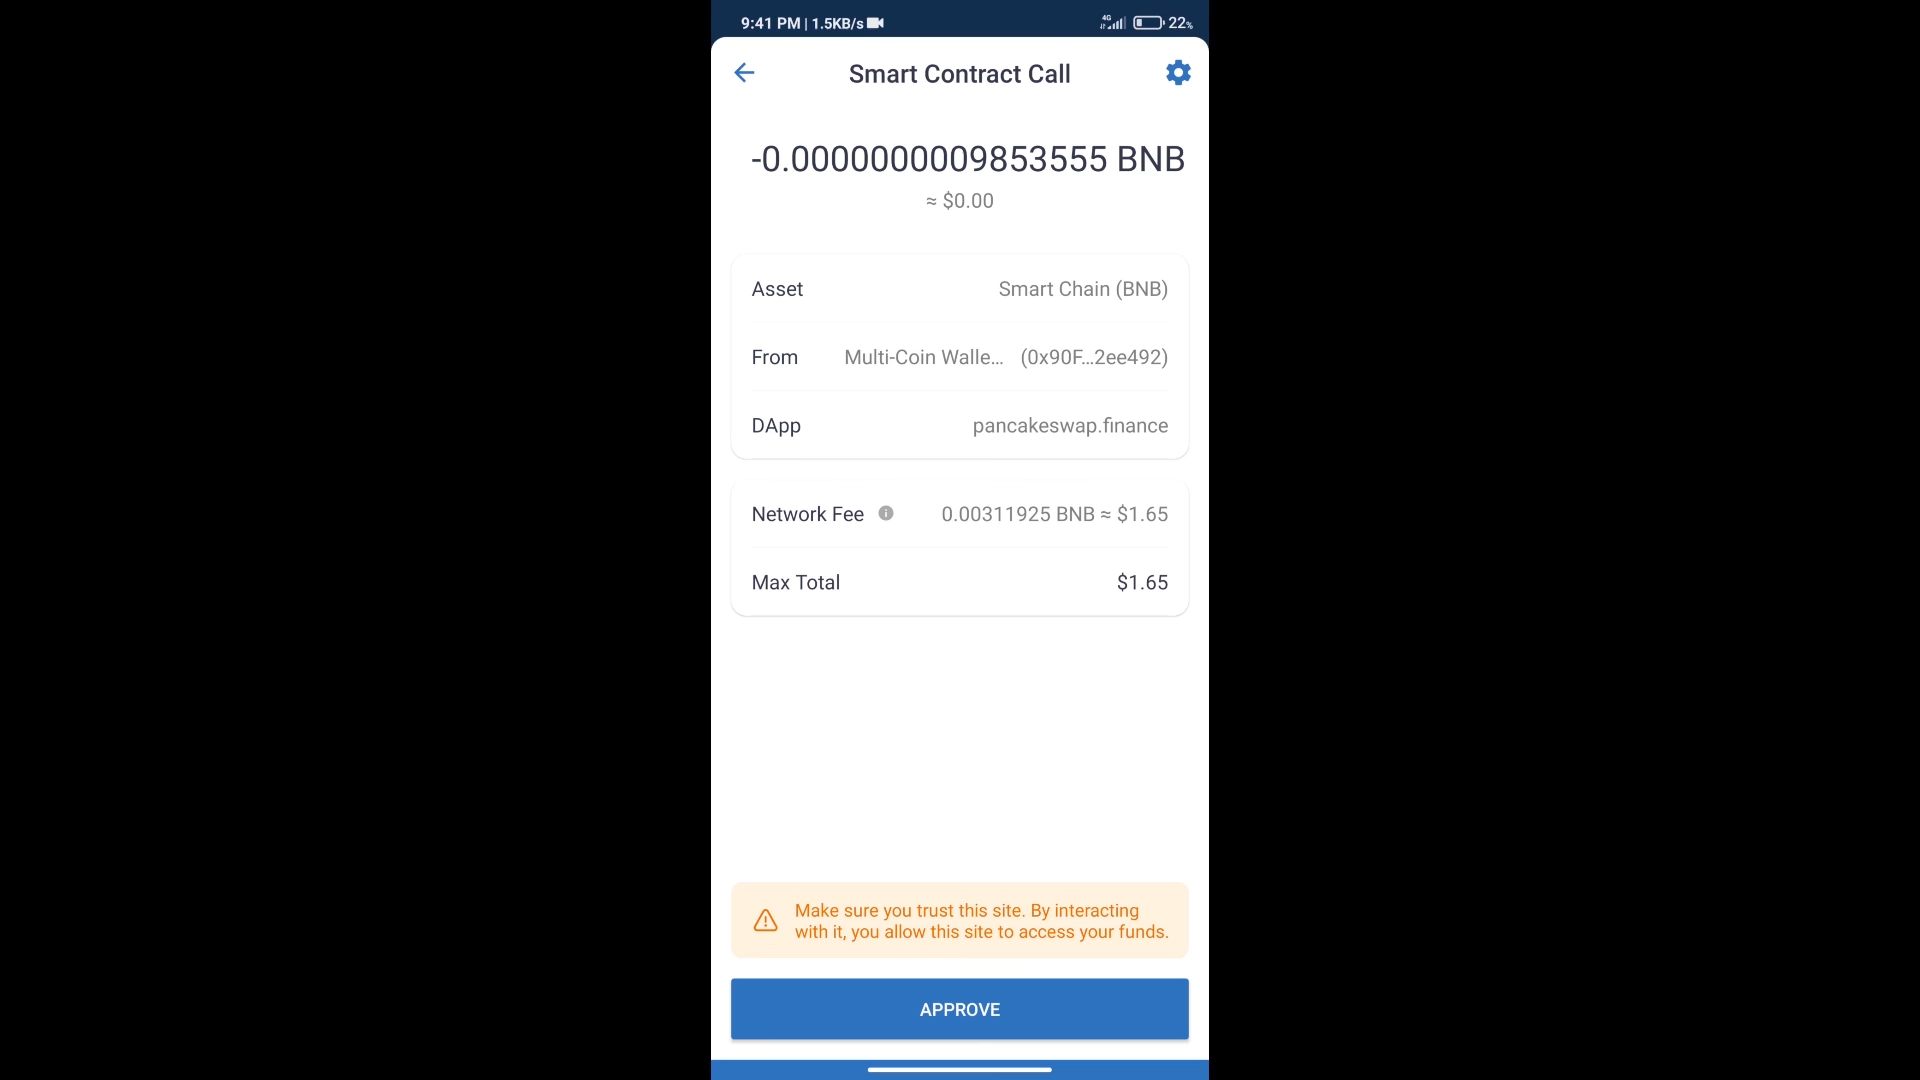 9:41 PM | 1.5KB/s
4G
22%
Smart Contract Call
-0.0000000009853555 BNB
≈ $0.00
Asset Smart Chain (BNB)
From Multi-Coin Walle... (0x90F...2ee492)
DApp pancakeswap.finance
Network Fee 0.00311925 BNB ≈ $1.65
Max Total $1.65
Make sure you trust this site. By interacting
with it, you allow this site to access your funds.
APPROVE